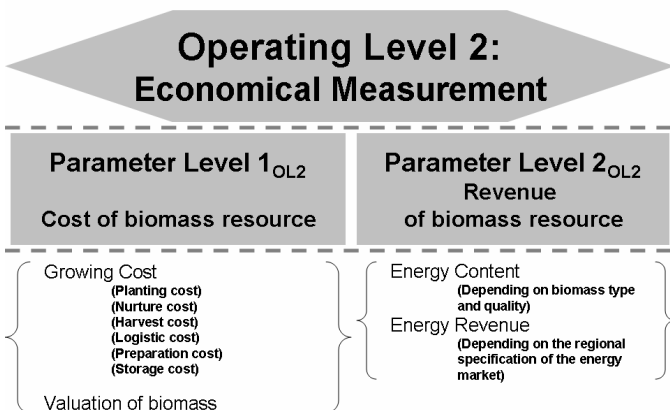 Operating Level 2:
Economical Measurement
Parameter Level 1OL2
Cost of biomass resource
Parameter Level 2OL2
Revenue
of biomass resource
Growing Cost
(Planting cost)
(Nurture cost)
(Harvest cost)
(Logistic cost)
(Preparation cost)
(Storage cost)
Valuation of biomass
Energy Content
(Depending on biomass type
and quality)
Energy Revenue
(Depending on the regional
specification of the energy
market)